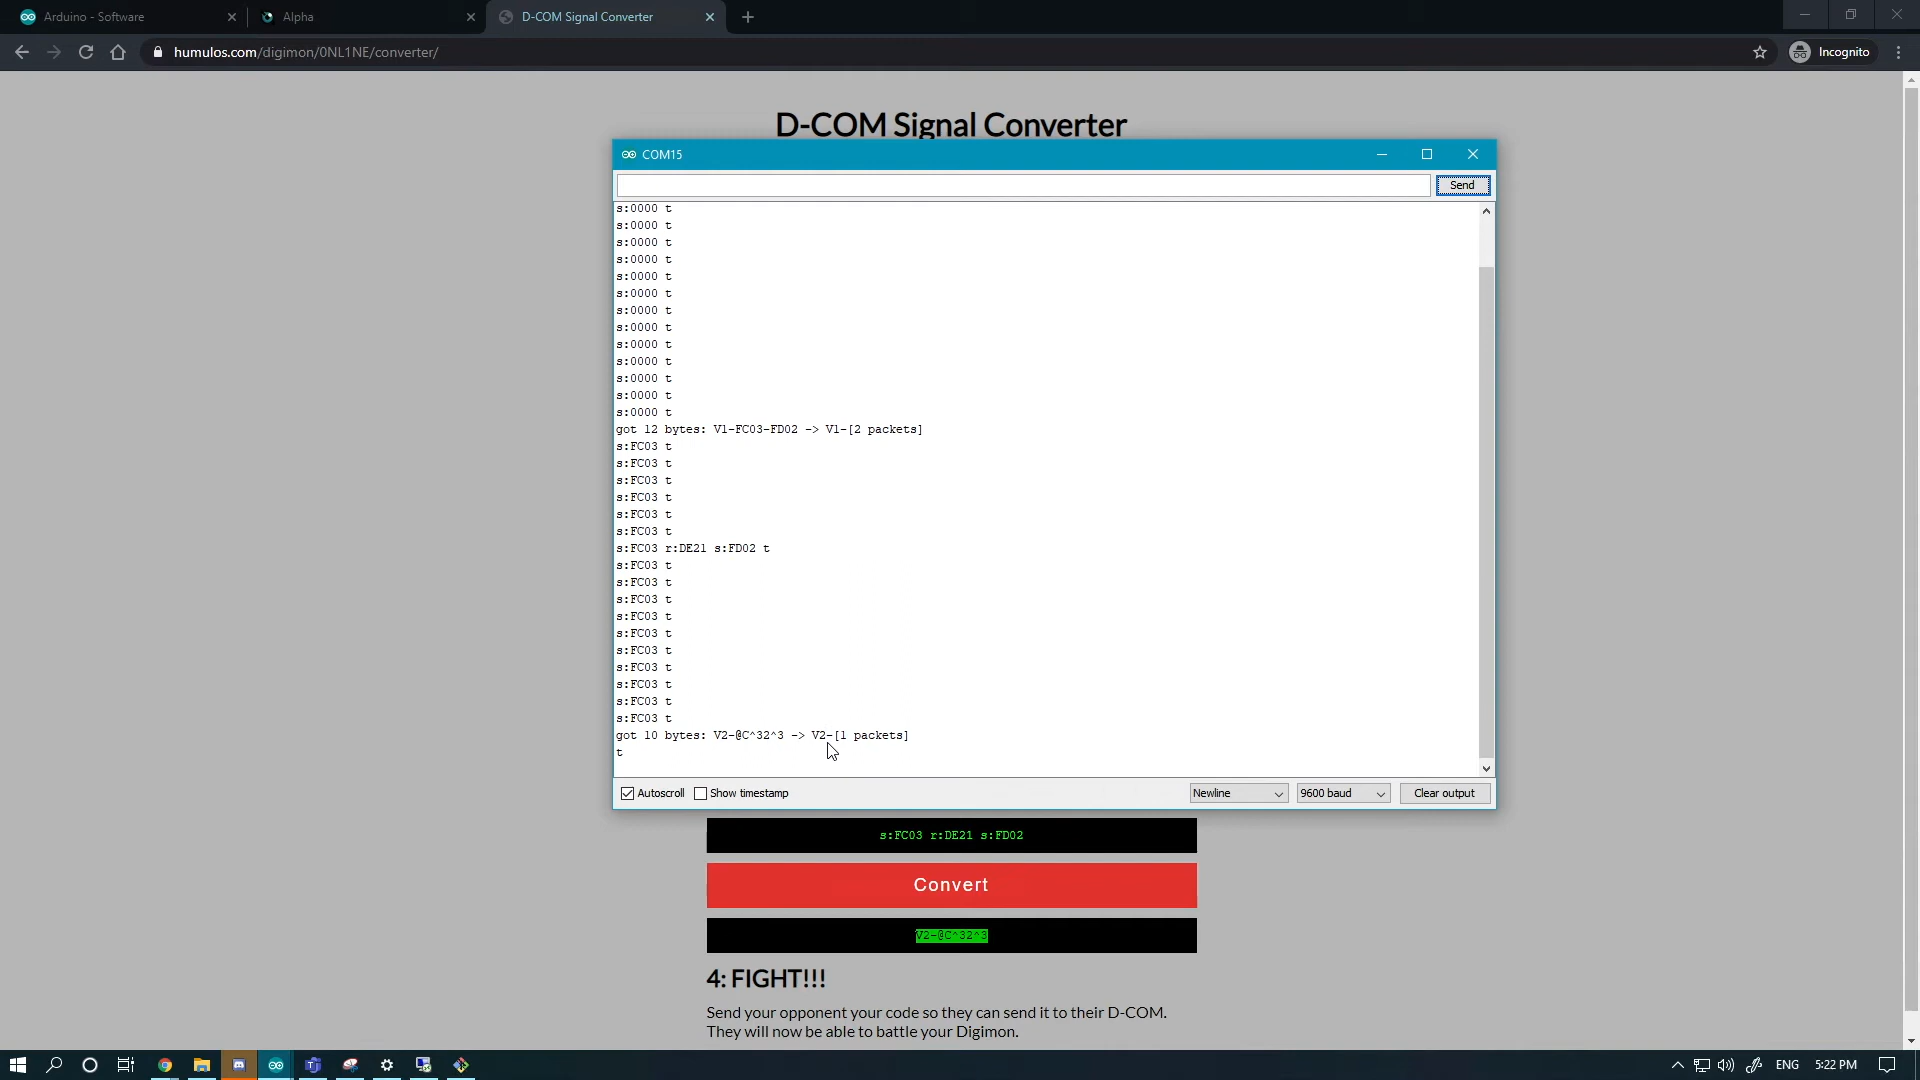 Arduino - Software
Alpha
D-COM Signal Converter
humulos.com/digimon/0NL1NE/converter/
Incognito
D-COM Signal Converter
COM15
Send
s:0000 t
s:0000 t
s:0000 t
s:0000 t
s:0000 t
s:0000 t
s:0000 t
s:0000 t
s:0000 t
s:0000 t
s:0000 t
s:0000 t
s:0000 t
got 12 bytes: V1-FC03-FD02 -> V1-[2 packets]
s:FC03 t
s:FC03 t
s:FC03 t
s:FC03 t
s:FC03 t
s:FC03 t
s:FC03 r:DE21 s:FD02 t
s:FC03 t
s:FC03 t
s:FC03 t
s:FC03 t
s:FC03 t
s:FC03 t
s:FC03 t
s:FC03 t
s:FC03 t
s:FC03 t
got 10 bytes: V2-@C^32^3 -> V2-[1 packets]
t
Autoscroll
Show timestamp
Newline
9600 baud
Clear output
s:FC03 r:DE21 s:FD02
Convert
V2-@C^32^3
4: FIGHT!!!
Send your opponent your code so they can send it to their D-COM.
They will now be able to battle your Digimon.
ENG
5:22 PM